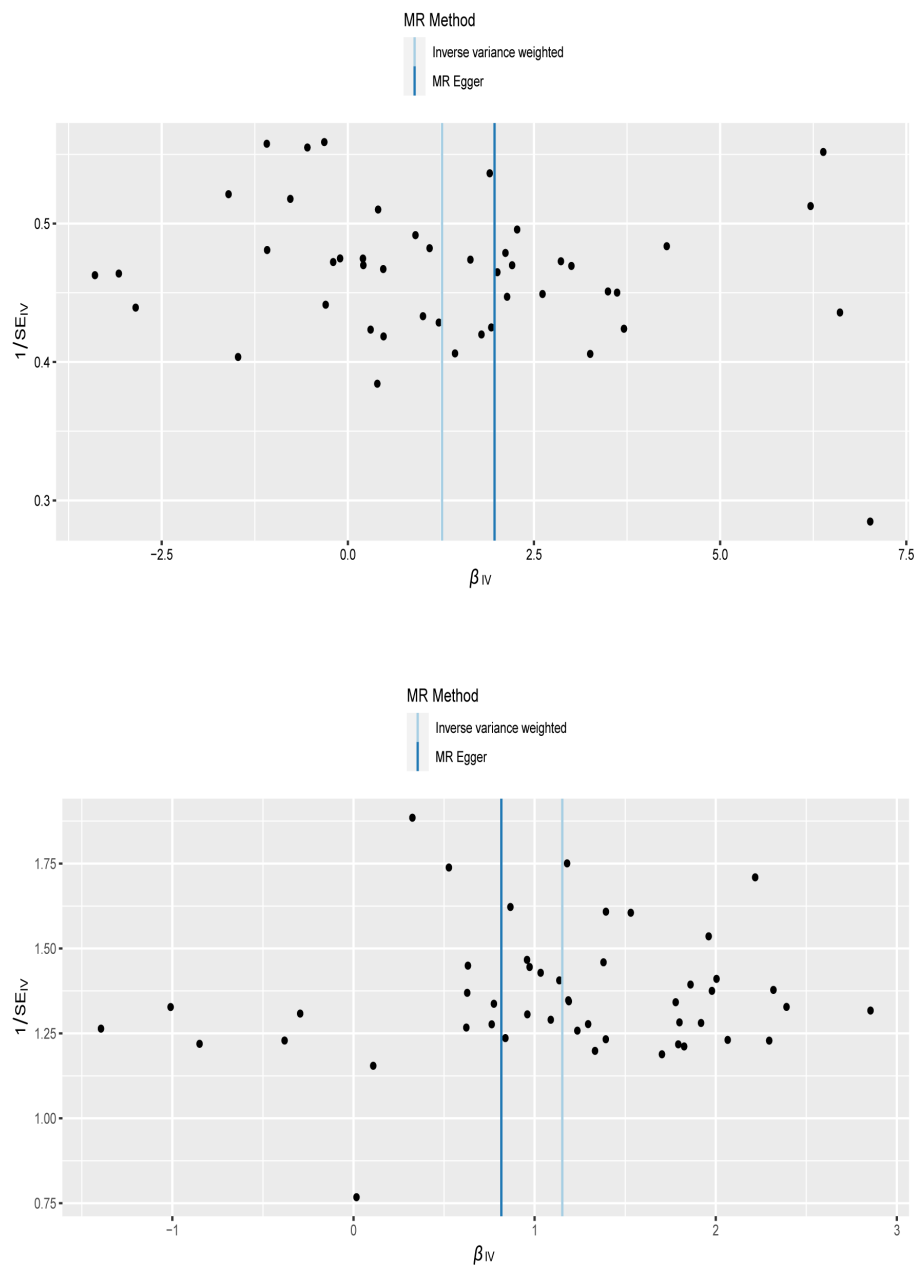 MR Method
Inverse variance weighted
MR Egger
0.5
0.4
0.3
1/SEIV
−2.5 0.0 2.5 5.0 7.5
βIV
MR Method
Inverse variance weighted
MR Egger
1.75
1.50
1.25
1.00
0.75
1/SEIV
−1 0 1 2 3
βIV